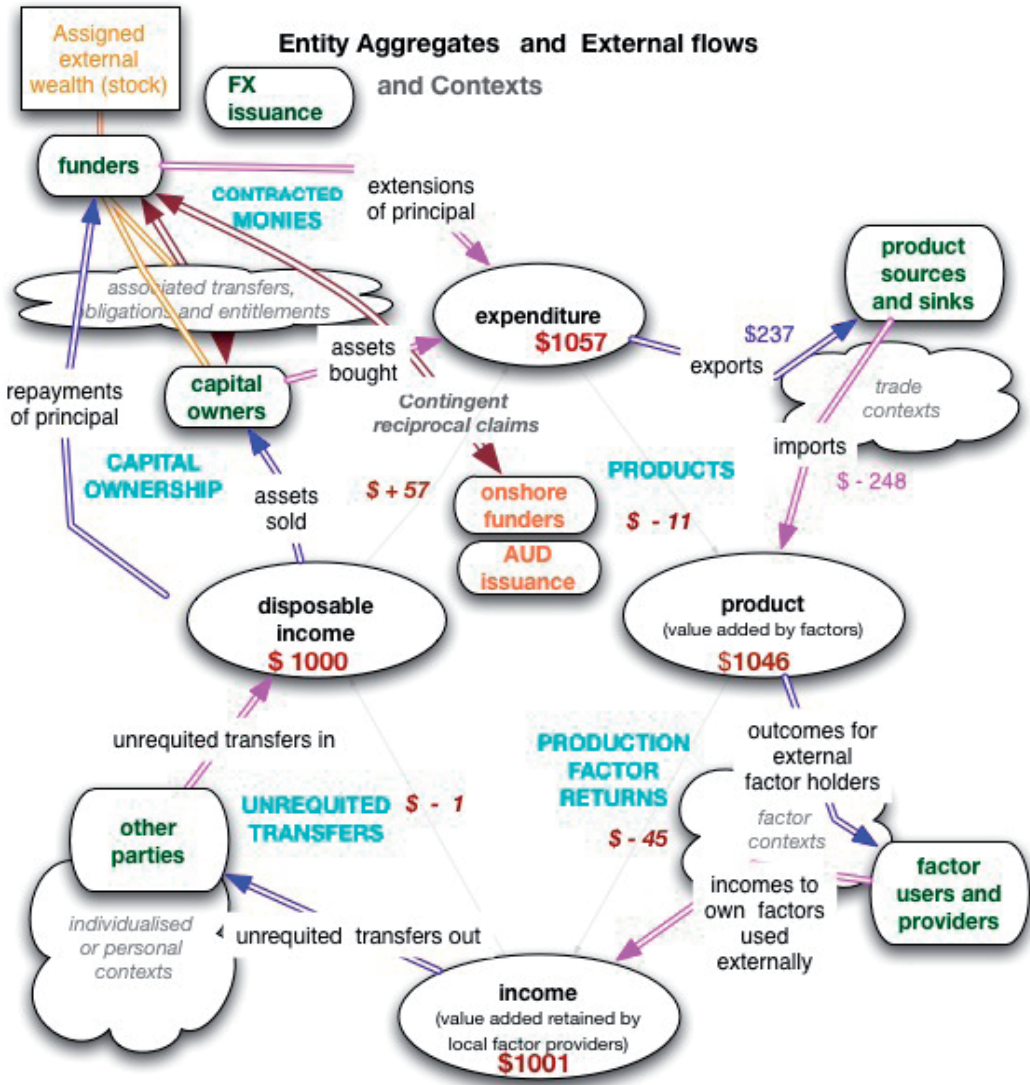 Assigned
external
wealth (stock)
Entity Aggregates and External flows
and Contexts
FX
issuance
funders
CONTRACTED
MONIES
extensions
of principal
product
sources
and sinks
associated transfers,
obligations and entitlements
expenditure
$1057
$237
exports
assets
bought
capital
owners
repayments
of principal
trade
contexts
Contingent
reciprocal claims
imports
$ - 248
CAPITAL
OWNERSHIP
assets
sold
$ + 57
PRODUCTS
$ - 11
onshore
funders
AUD
issuance
disposable
income
$ 1000
product
(value added by factors)
$1046
unrequited transfers in
PRODUCTION
FACTOR
RETURNS
$ - 45
outcomes for
external
factor holders
UNREQUITED
TRANSFERS
$ - 1
other
parties
factor
contexts
factor
users and
providers
incomes to
own factors
used
externally
individualised
or personal
contexts
unrequited transfers out
income
(value added retained by
local factor providers)
$1001